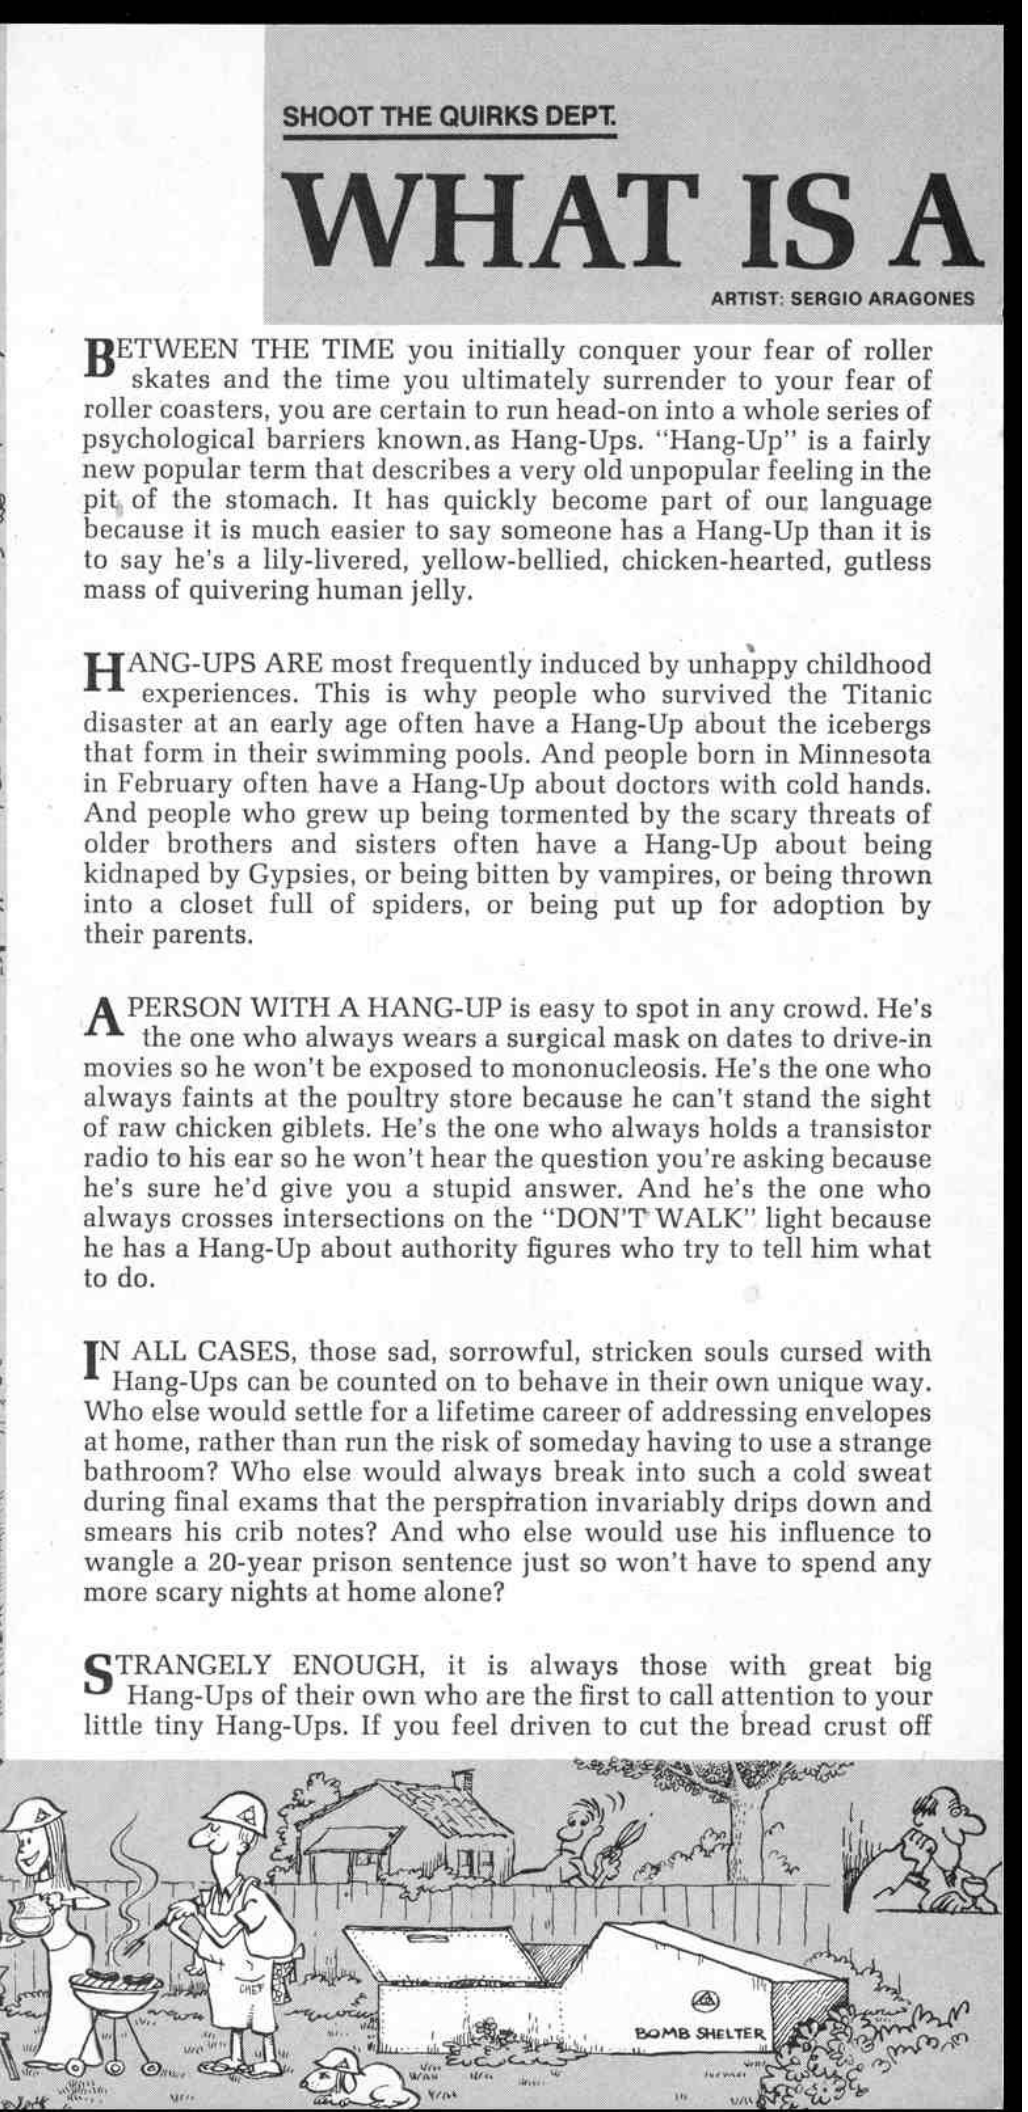 SHOOT THE QUIRKS DEPT.
WHAT IS A
ARTIST: SERGIO ARAGONES
BETWEEN THE TIME you initially conquer your fear of roller
skates and the time you ultimately surrender to your fear of
roller coasters, you are certain to run head-on into a whole series of
psychological barriers known as Hang-Ups. “Hang-Up” is a fairly
new popular term that describes a very old unpopular feeling in the
pit of the stomach. It has quickly become part of our language
because it is much easier to say someone has a Hang-Up than it is
to say he's a lily-livered, yellow-bellied, chicken-hearted, gutless
mass of quivering human jelly.
HANG-UPS ARE most frequently induced by unhappy childhood
experiences. This is why people who survived the Titanic
disaster at an early age often have a Hang-Up about the icebergs
that form in their swimming pools. And people born in Minnesota
in February often have a Hang-Up about doctors with cold hands.
And people who grew up being tormented by the scary threats of
older brothers and sisters often have a Hang-Up about being
kidnaped by Gypsies, or being bitten by vampires, or being thrown
into a closet full of spiders, or being put up for adoption by
their parents.
A PERSON WITH A HANG-UP is easy to spot in any crowd. He's
the one who always wears a surgical mask on dates to drive-in
movies so he won't be exposed to mononucleosis. He's the one who
always faints at the poultry store because he can't stand the sight
of raw chicken giblets. He's the one who always holds a transistor
radio to his ear so he won't hear the question you're asking because
he's sure he'd give you a stupid answer. And he's the one who
always crosses intersections on the “DON'T WALK” light because
he has a Hang-Up about authority figures who try to tell him what
to do.
IN ALL CASES, those sad, sorrowful, stricken souls cursed with
Hang-Ups can be counted on to behave in their own unique way.
Who else would settle for a lifetime career of addressing envelopes
at home, rather than run the risk of someday having to use a strange
bathroom? Who else would always break into such a cold sweat
during final exams that the perspiration invariably drips down and
smears his crib notes? And who else would use his influence to
wangle a 20-year prison sentence just so won't have to spend any
more scary nights at home alone?
STRANGELY ENOUGH, it is always those with great big
Hang-Ups of their own who are the first to call attention to your
little tiny Hang-Ups. If you feel driven to cut the bread crust off
CHEF
BOMB SHELTER